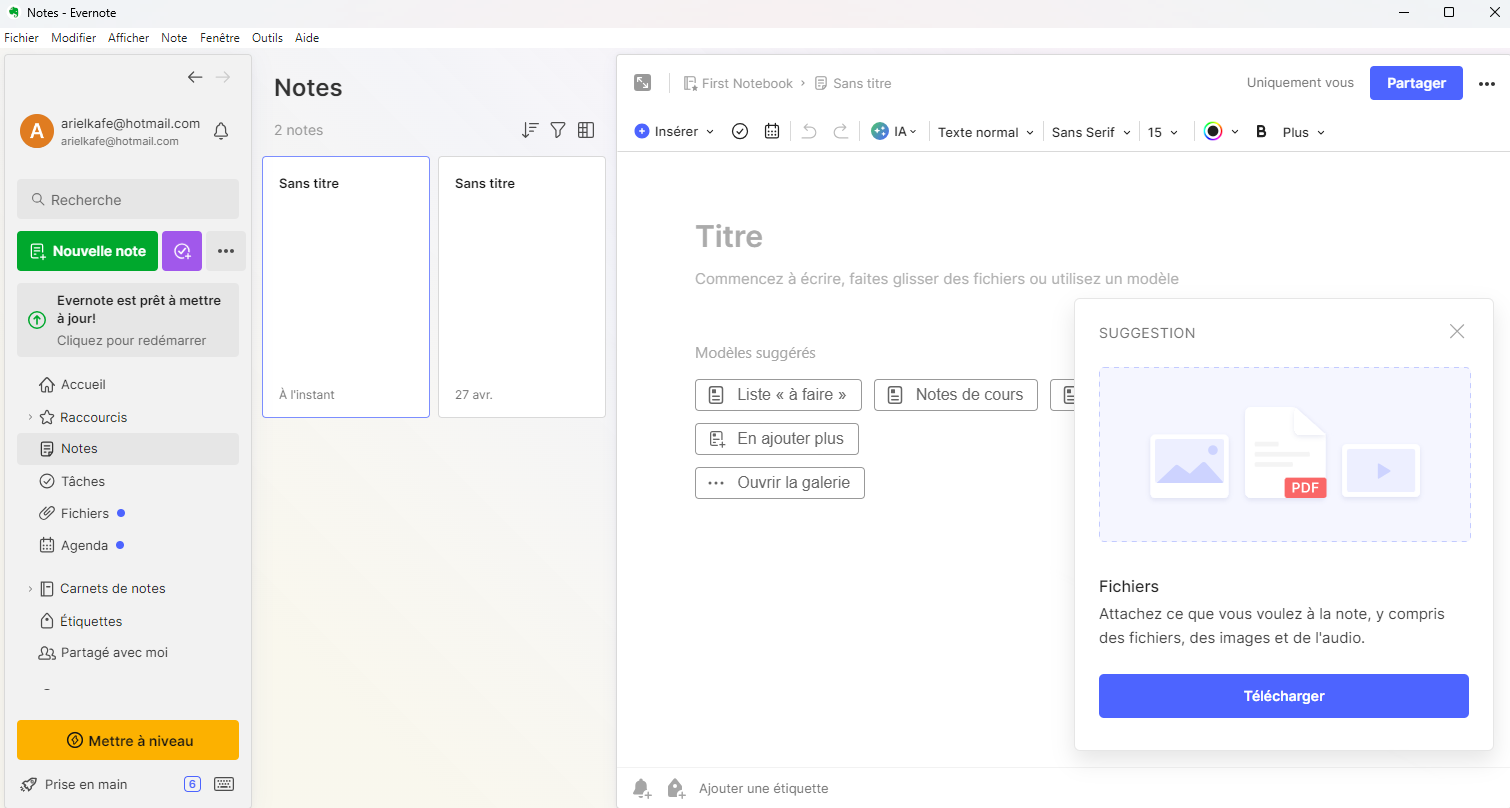 Notes - Evernote
Fichier Modifier Afficher Note Fenêtre Outils Aide
A
arielkafe@hotmail.com
arielkafe@hotmail.com
Recherche
Nouvelle note
Evernote est prêt à mettre
à jour!
Cliquez pour redémarrer
Accueil
Raccourcis
Notes
Tâches
Fichiers
Agenda
Carnets de notes
Étiquettes
Partagé avec moi
Mettre à niveau
Prise en main 6
Notes
2 notes
Sans titre
À l'instant
Sans titre
27 avr.
First Notebook › Sans titre
Uniquement vous
Partager
Insérer IA Texte normal Sans Serif 15 B Plus
Titre
Commencez à écrire, faites glisser des fichiers ou utilisez un modèle
Modèles suggérés
Liste « à faire » Notes de cours
En ajouter plus
Ouvrir la galerie
SUGGESTION
PDF
Fichiers
Attachez ce que vous voulez à la note, y compris
des fichiers, des images et de l'audio.
Télécharger
Ajouter une étiquette